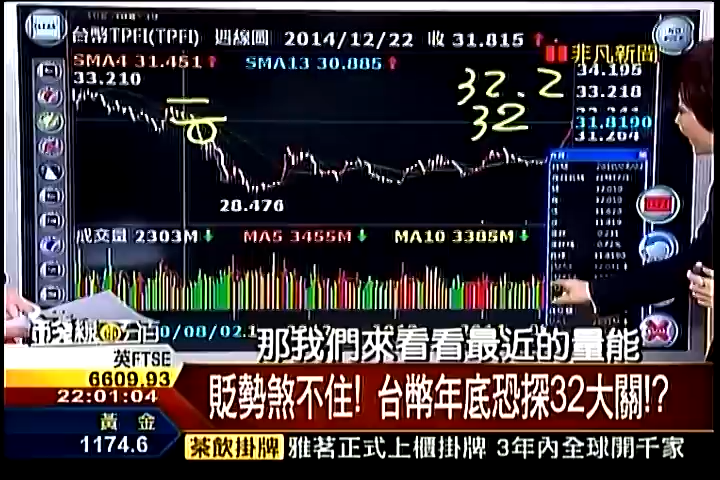 台幣TPFI(TPFI) 週線圖 2014/12/22 收 31.815↑
SMA4 31.451↑ SMA13 30.885↑
非凡新聞
33.210
32.2
32
34.195
33.218
31.8190
31.264
28.476
成交量 2303M↓ MA5 3455M↓ MA10 3385M↓
0/08/02
那我們來看看最近的量能
英FTSE
6609.93
22:01:04
貶勢煞不住! 台幣年底恐探32大關!?
黃金
1174.6
茶飲掛牌 雅茗正式上櫃掛牌 3年內全球開千家